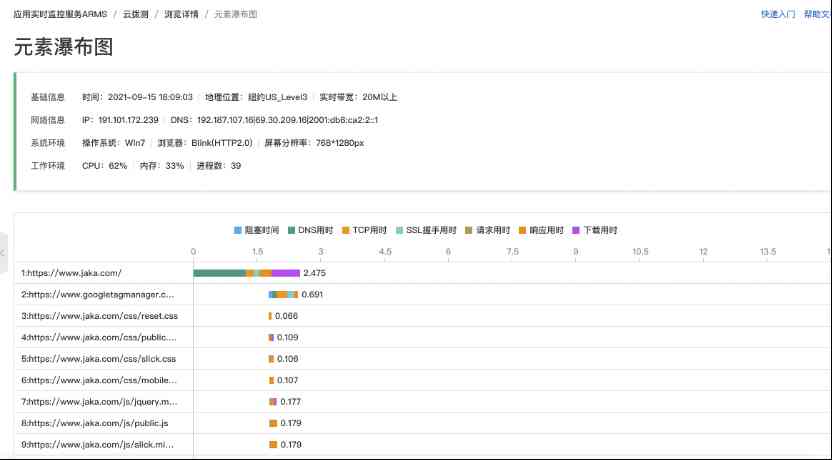 应用实时监控服务ARMS / 云拨测 / 浏览详情 / 元素瀑布图
快速入门 帮助文
元素瀑布图
基础信息 时间：2021-09-15 18:09:03 地理位置：纽约US_Level3 实时带宽：20M以上
网络信息 IP：191.101.172.239 DNS：192.187.107.16|69.30.209.16|2001:db8:ca2:2::1
系统环境 操作系统：Win7 浏览器：Blink(HTTP2.0) 屏幕分辨率：768*1280px
工作环境 CPU：62% 内存：33% 进程数：39
阻塞时间 DNS用时 TCP用时 SSL握手用时 请求用时 响应用时 下载用时
0 1.5 3 4.5 6 7.5 9 10.5 12 13.5
1:https://www.jaka.com/ 2.475
2:https://www.googletagmanager.c... 0.691
3:https://www.jaka.com/css/reset.css 0.066
4:https://www.jaka.com/css/public.... 0.109
5:https://www.jaka.com/css/slick.css 0.106
6:https://www.jaka.com/css/mobile... 0.107
7:https://www.jaka.com/js/jquery.m... 0.177
8:https://www.jaka.com/js/public.js 0.179
9:https://www.jaka.com/js/slick.mi... 0.179